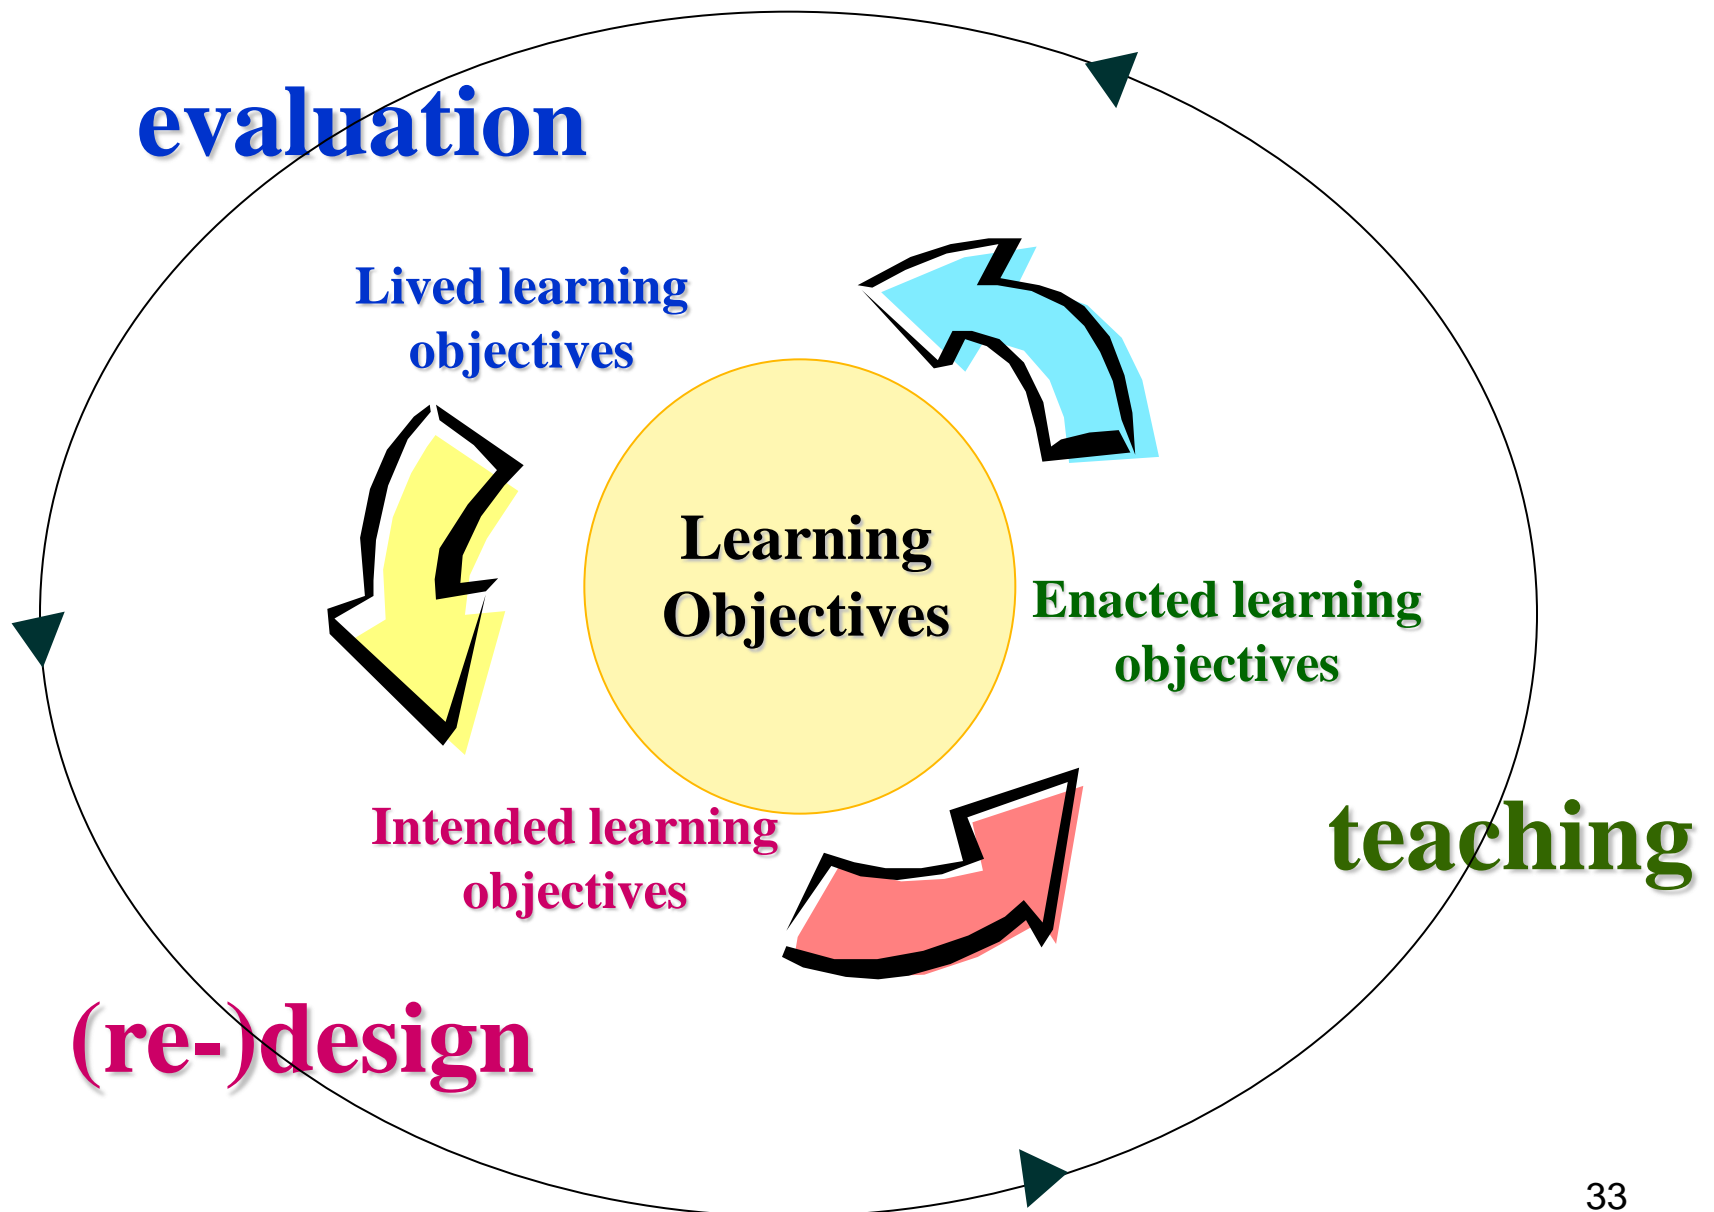 evaluation
Lived learning
objectives
Learning
Objectives
Enacted learning
objectives
Intended learning
objectives
teaching
(re-)design
33